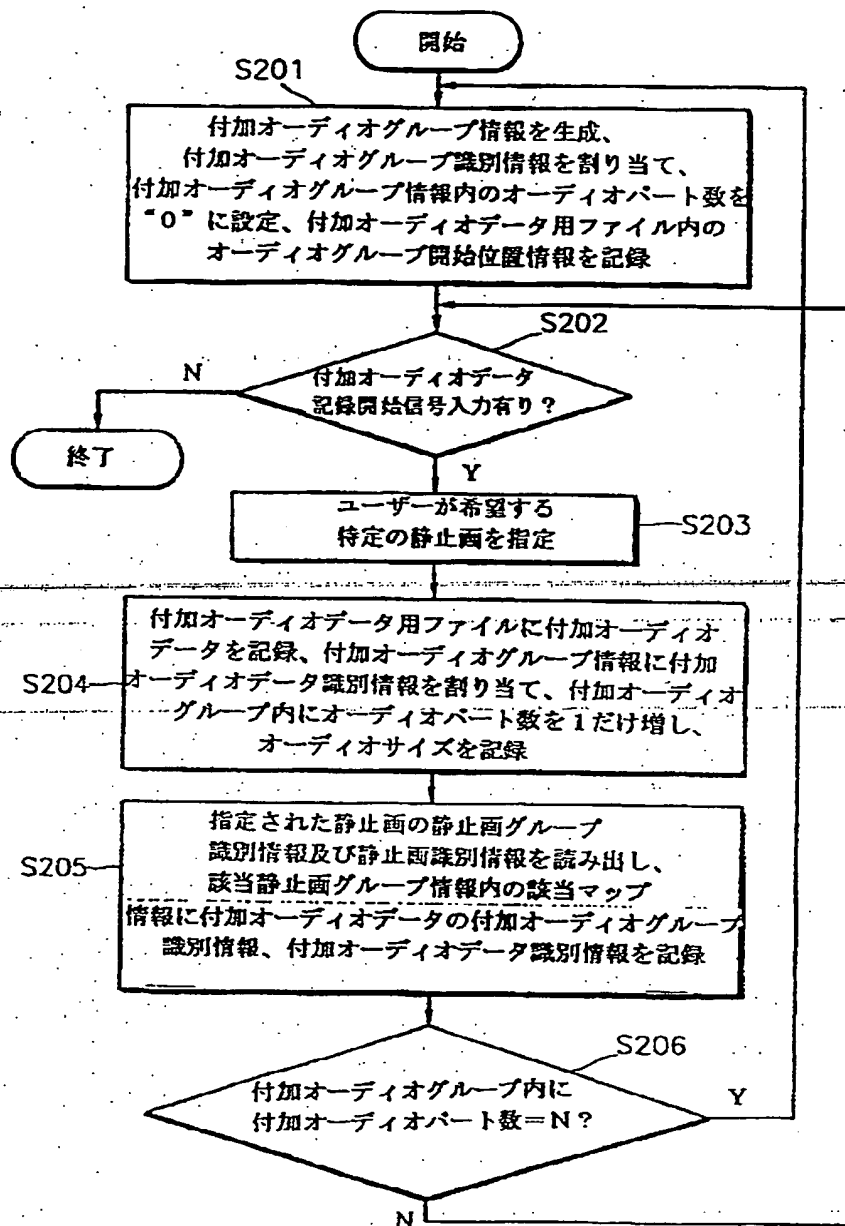 開始
S201
付加オーディオグループ情報を生成、
付加オーディオグループ識別情報を割り当て、
付加オーディオグループ情報内のオーディオパート数を
“0”に設定、付加オーディオデータ用ファイル内の
オーディオグループ開始位置情報を記録
S202
N
付加オーディオデータ
記録開始信号入力有り?
終了
Y
ユーザーが希望する
特定の静止画を指定
S203
付加オーディオデータ用ファイルに付加オーディオ
データを記録、付加オーディオグループ情報に付加
S204
オーディオデータ識別情報を割り当て、付加オーディオ
グループ内にオーディオパート数を1だけ増し、
オーディオサイズを記録
指定された静止画の静止画グループ
識別情報及び静止画識別情報を読み出し、
S205
該当静止画グループ情報内の該当マップ
情報に付加オーディオデータの付加オーディオグループ
識別情報、付加オーディオデータ識別情報を記録
S206
付加オーディオグループ内に
付加オーディオパート数=N?
Y
N